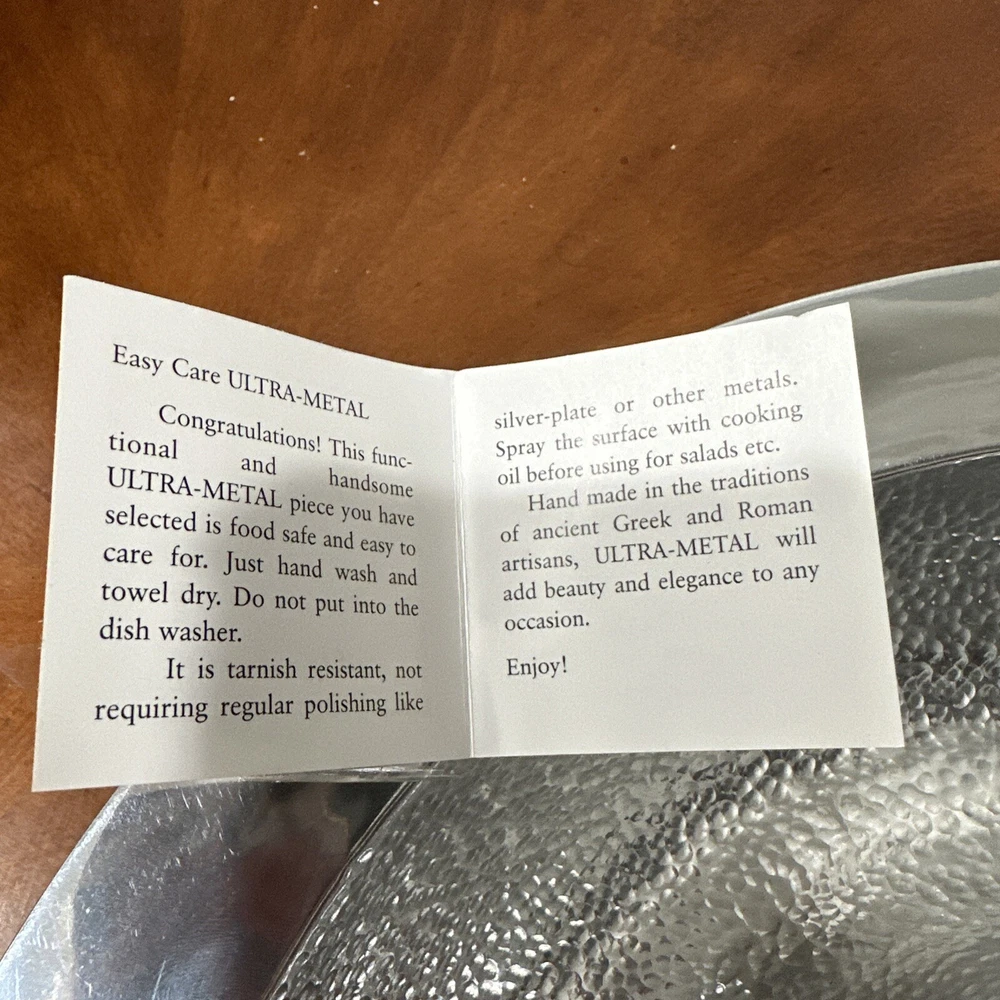 Easy Care ULTRA-METAL
Congratulations! This func-
tional and handsome
ULTRA-METAL piece you have
selected is food safe and easy to
care for. Just hand wash and
towel dry. Do not put into the
dish washer.
It is tarnish resistant, not
requiring regular polishing like
silver-plate or other metals.
Spray the surface with cooking
oil before using for salads etc.
Hand made in the traditions
of ancient Greek and Roman
artisans, ULTRA-METAL will
add beauty and elegance to any
occasion.
Enjoy!